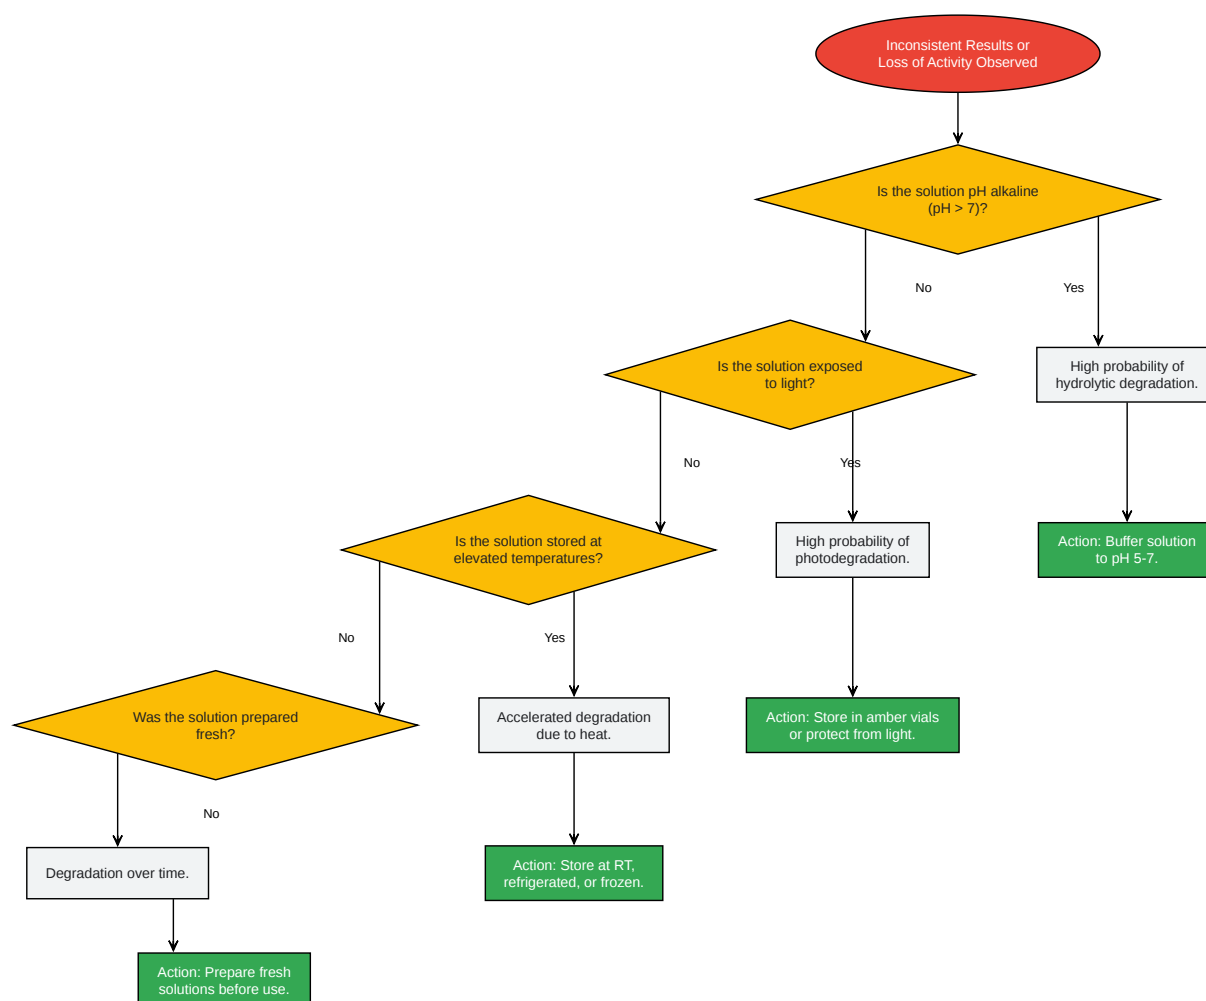 Inconsistent Results or
Loss of Activity Observed
Is the solution pH alkaline
(pH > 7)?
No
Yes
Is the solution exposed
to light?
High probability of
hydrolytic degradation.
No
Yes
Is the solution stored at
elevated temperatures?
High probability of
photodegradation.
Action: Buffer solution
to pH 5-7.
No
Yes
Was the solution prepared
fresh?
Accelerated degradation
due to heat.
Action: Store in amber vials
or protect from light.
No
Degradation over time.
Action: Store at RT,
refrigerated, or frozen.
Action: Prepare fresh
solutions before use.